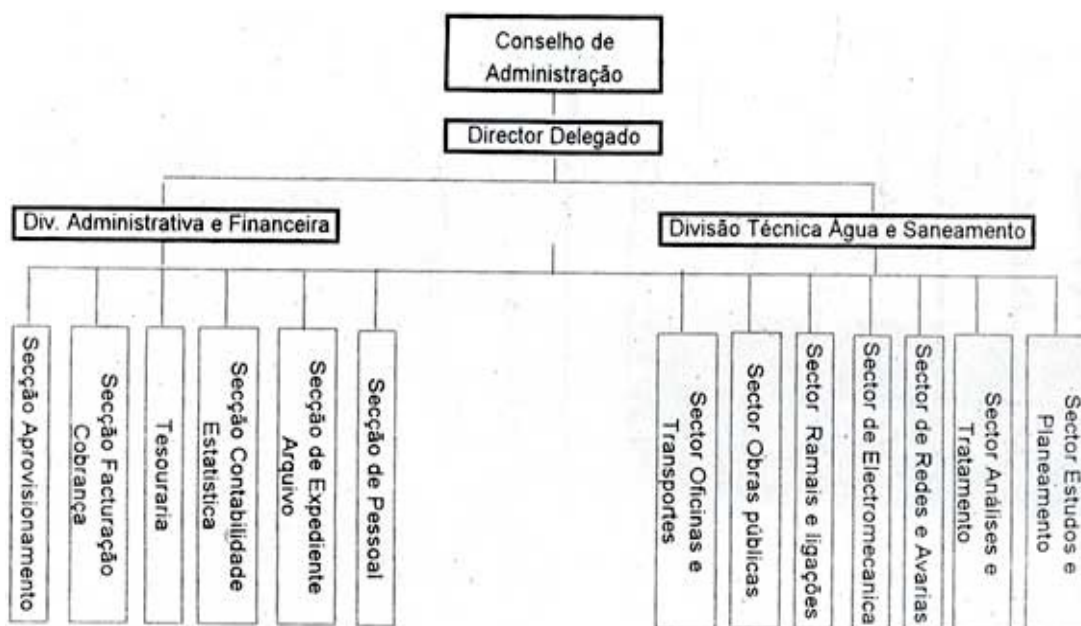 Conselho de
Administração
Director Delegado
Div. Administrativa e Financeira
Divisão Técnica Água e Saneamento
Secção Aprovisionamento
Secção Facturação
Cobrança
Tesouraria
Secção Contabilidade
Estatistica
Secção de Expediente
Arquivo
Secção de Pessoal
Sector Oficinas e
Transportes
Sector Obras públicas
Sector Ramais e ligações
Sector de Electromecanica
Sector de Redes e Avarias
Sector Análises e
Tratamento
Sector Estudos e
Planeamento